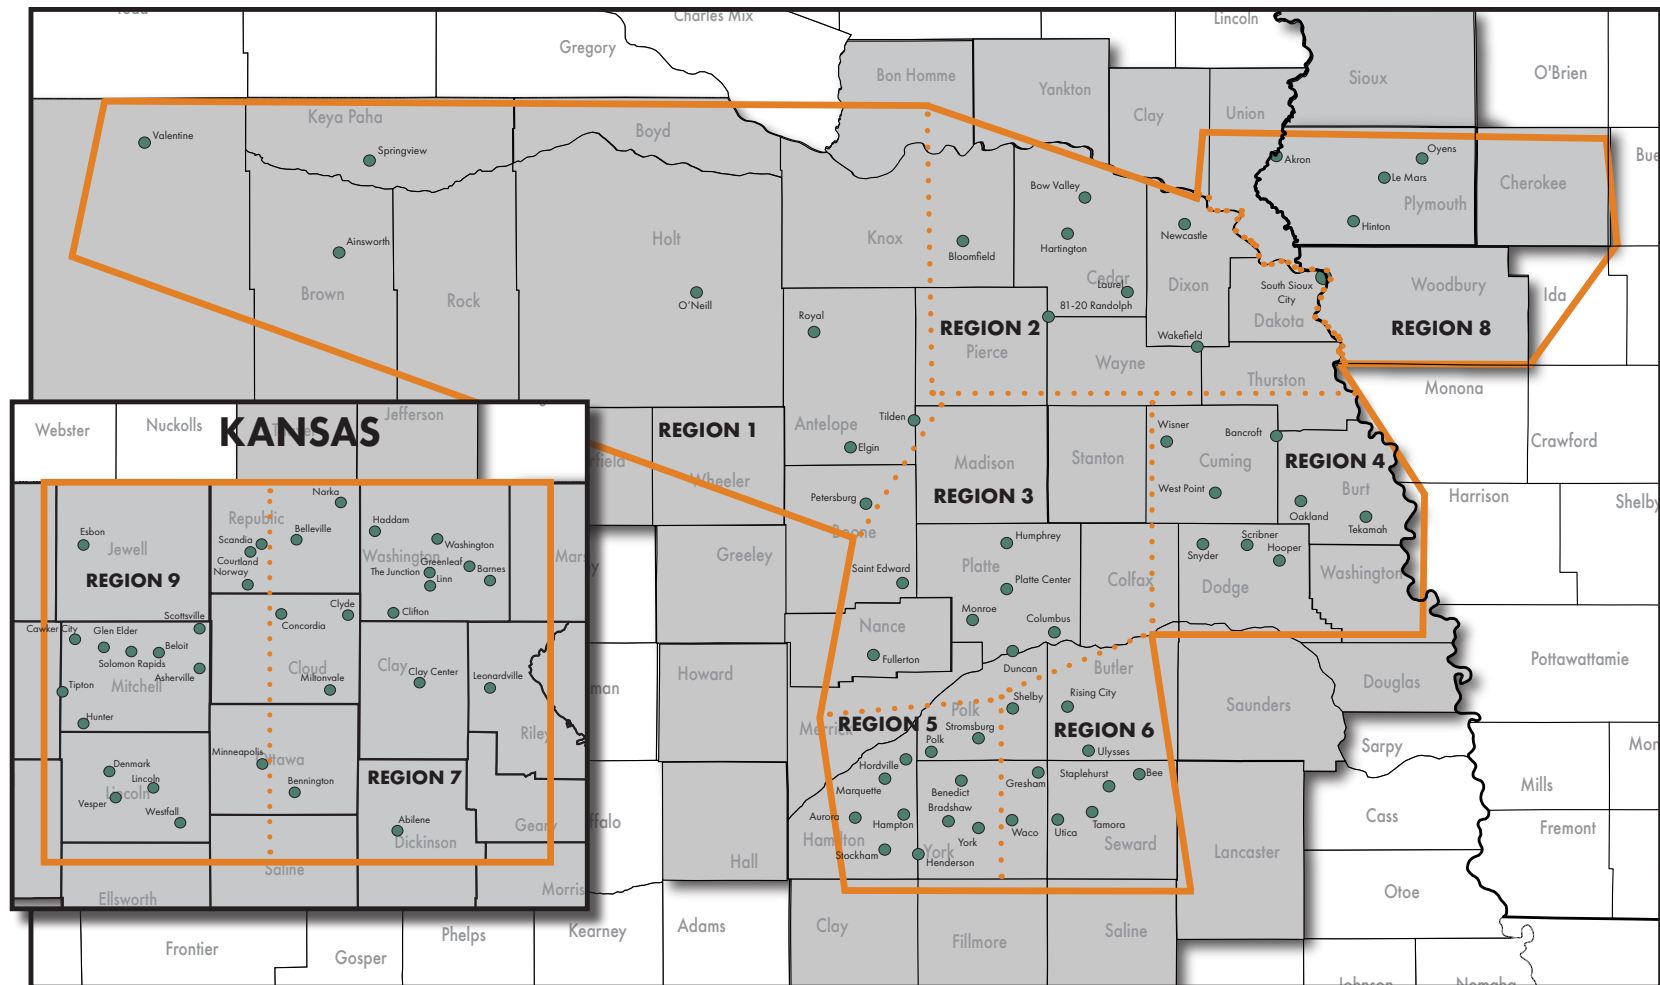 Charles Mix
Lincoln
Gregory
Bon Homme
Yankton
Sioux
O'Brien
Keya Paha
Boyd
Clay
Union
Valentine
Springview
Akron
Oyens
Le Mars
Plymouth
Cherokee
Hinton
Bow Valley
Hartington
Newcastle
Ainsworth
Holt
Knox
Bloomfield
Cedar
Laurel
Dixon
South Sioux
City
Woodbury
Ida
Brown
Rock
O'Neill
Royal
81-20 Randolph
Dakota
REGION 2
REGION 8
Pierce
Wakefield
Wayne
Thurston
Monona
Webster
Nuckolls
Jefferson
KANSAS
REGION 1
Antelope
Tilden
Elgin
Wisner
Bancroft
Crawford
Wheeler
Madison
Stanton
Cuming
REGION 4
REGION 3
Petersburg
West Point
Burt
Oakland
Tekamah
Harrison
Shelby
Boone
Narka
Republic
Belleville
Haddam
Washington
Esbon
Jewell
Scandia
Courtland
Norway
Washington
Greenleaf
The Junction
Linn
Barnes
REGION 9
Greeley
Saint Edward
Humphrey
Platte
Platte Center
Colfax
Snyder
Scribner
Hooper
Dodge
Washington
Clyde
Clifton
Scottsville
Concordia
Nance
Monroe
Columbus
Cawker City
Glen Elder
Beloit
Solomon Rapids
Asherville
Mitchell
Tipton
Hunter
Cloud
Miltonvale
Clay
Clay Center
Leonardville
Fullerton
Duncan
Butler
Howard
Douglas
Pottawattamie
Saunders
Shelby
Rising City
Polk
Merrick
REGION 5
Stromsburg
REGION 6
Riley
Polk
Ulysses
Sarpy
Minneapolis
Ottawa
Denmark
Lincoln
Lincoln
Vesper
Westfall
Bennington
REGION 7
Hordville
Marquette
Benedict
Bradshaw
Gresham
Staplehurst
Bee
Mills
Abilene
Dickinson
Geary
Aurora
Hampton
York
Waco
Utica
Tamora
Seward
Cass
Fremont
Hamilton
Stockham
York
Henderson
Lancaster
Hall
Saline
Ellsworth
Morris
Otoe
Frontier
Gosper
Phelps
Kearney
Adams
Clay
Fillmore
Saline